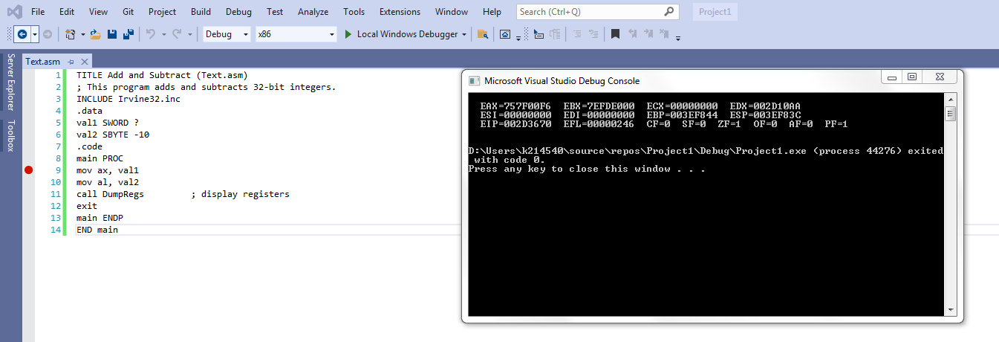 File Edit View Git Project Build Debug Test Analyze Tools Extensions Window Help Search (Ctrl+Q) Project1
Debug x86 Local Windows Debugger
Server Explorer
Toolbox
Text.asm
1 TITLE Add and Subtract (Text.asm)
2 ; This program adds and subtracts 32-bit integers.
3 INCLUDE Irvine32.inc
4 .data
5 val1 SWORD ?
6 val2 SBYTE -10
7 .code
8 main PROC
9 mov ax, val1
10 mov al, val2
11 call DumpRegs ; display registers
12 exit
13 main ENDP
14 END main
Microsoft Visual Studio Debug Console
EAX=757F00F6 EBX=7EFDE000 ECX=00000000 EDX=002D10AA
ESI=00000000 EDI=00000000 EBP=003EF844 ESP=003EF83C
EIP=002D3670 EFL=00000246 CF=0 SF=0 ZF=1 OF=0 AF=0 PF=1
D:\Users\k214540\source\repos\Project1\Debug\Project1.exe (process 44276) exited
with code 0.
Press any key to close this window . . .